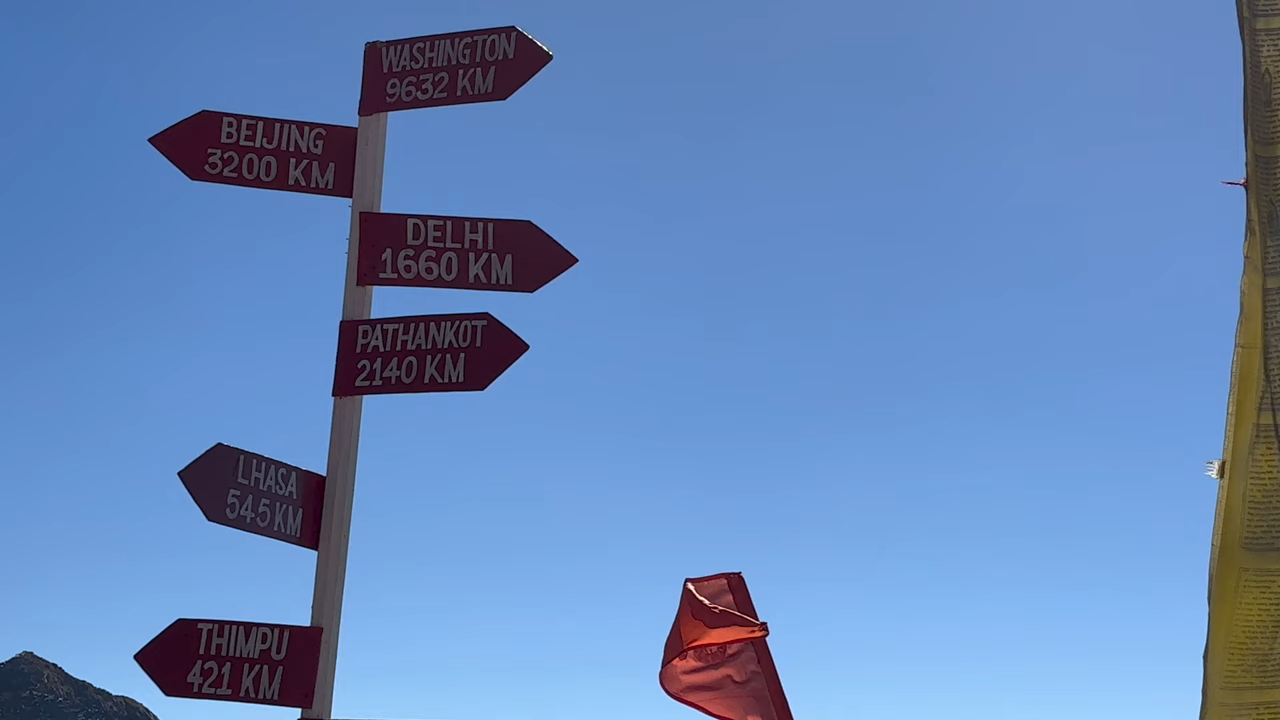 WASHINGTON
9632 KM
BEIJING
3200 KM
DELHI
1660 KM
PATHANKOT
2140 KM
LHASA
545 KM
THIMPU
421 KM